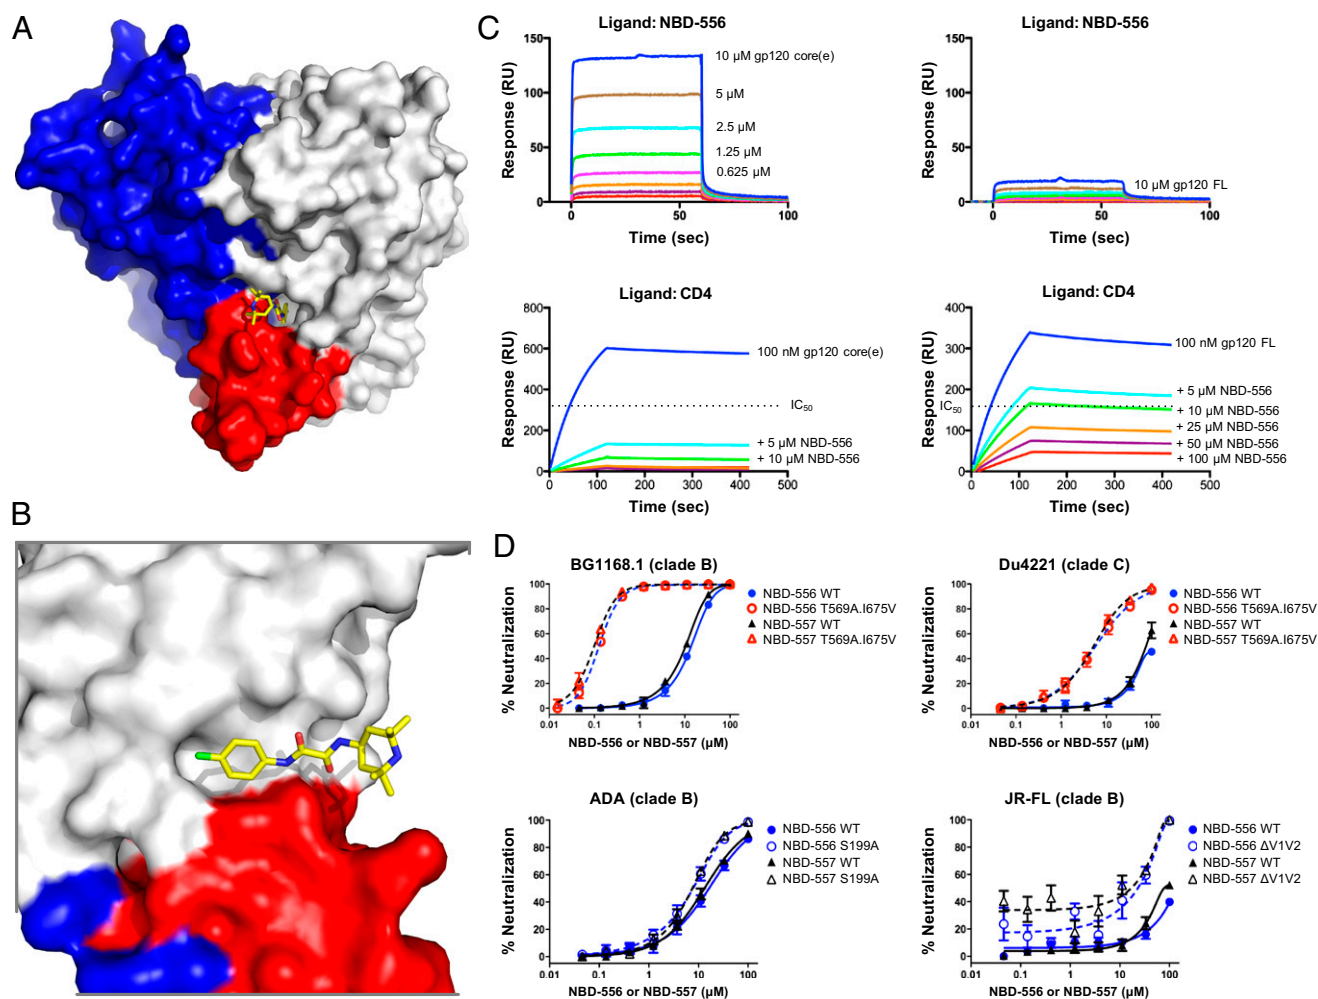 A
B
C
Ligand: NBD-556
Response (RU)
150
100
50
0
0
50
100
Time (sec)
10 µM gp120 core(e)
5 µM
2.5 µM
1.25 µM
0.625 µM
Ligand: NBD-556
Response (RU)
150
100
50
0
0
50
100
Time (sec)
10 µM gp120 FL
Ligand: CD4
Response (RU)
800
600
400
200
0
0
100
200
300
400
500
Time (sec)
100 nM gp120 core(e)
IC50
+ 5 µM NBD-556
+ 10 µM NBD-556
Ligand: CD4
Response (RU)
400
300
200
100
0
0
100
200
300
400
500
Time (sec)
IC50
100 nM gp120 FL
+ 5 µM NBD-556
+ 10 µM NBD-556
+ 25 µM NBD-556
+ 50 µM NBD-556
+ 100 µM NBD-556
D
BG1168.1 (clade B)
% Neutralization
100
80
60
40
20
0
0.01
0.1
1
10
100
NBD-556 or NBD-557 (µM)
NBD-556 WT
NBD-556 T569A.I675V
NBD-557 WT
NBD-557 T569A.I675V
Du4221 (clade C)
% Neutralization
100
80
60
40
20
0
0.01
0.1
1
10
0.0100
NBD-556 or NBD-557 (µM)
NBD-556 WT
NBD-556 T569A.I675V
NBD-557 WT
NBD-557 T569A.I675V
ADA (clade B)
% Neutralization
100
80
60
40
20
0
0.01
0.1
1
10
100
NBD-556 or NBD-557 (µM)
NBD-556 WT
NBD-556 S199A
NBD-557 WT
NBD-557 S199A
JR-FL (clade B)
% Neutralization
100
80
60
40
20
0
0.01
0.1
1
10
100
NBD-556 or NBD-557 (µM)
NBD-556 WT
NBD-556 ΔV1V2
NBD-557 WT
NBD-557 ΔV1V2